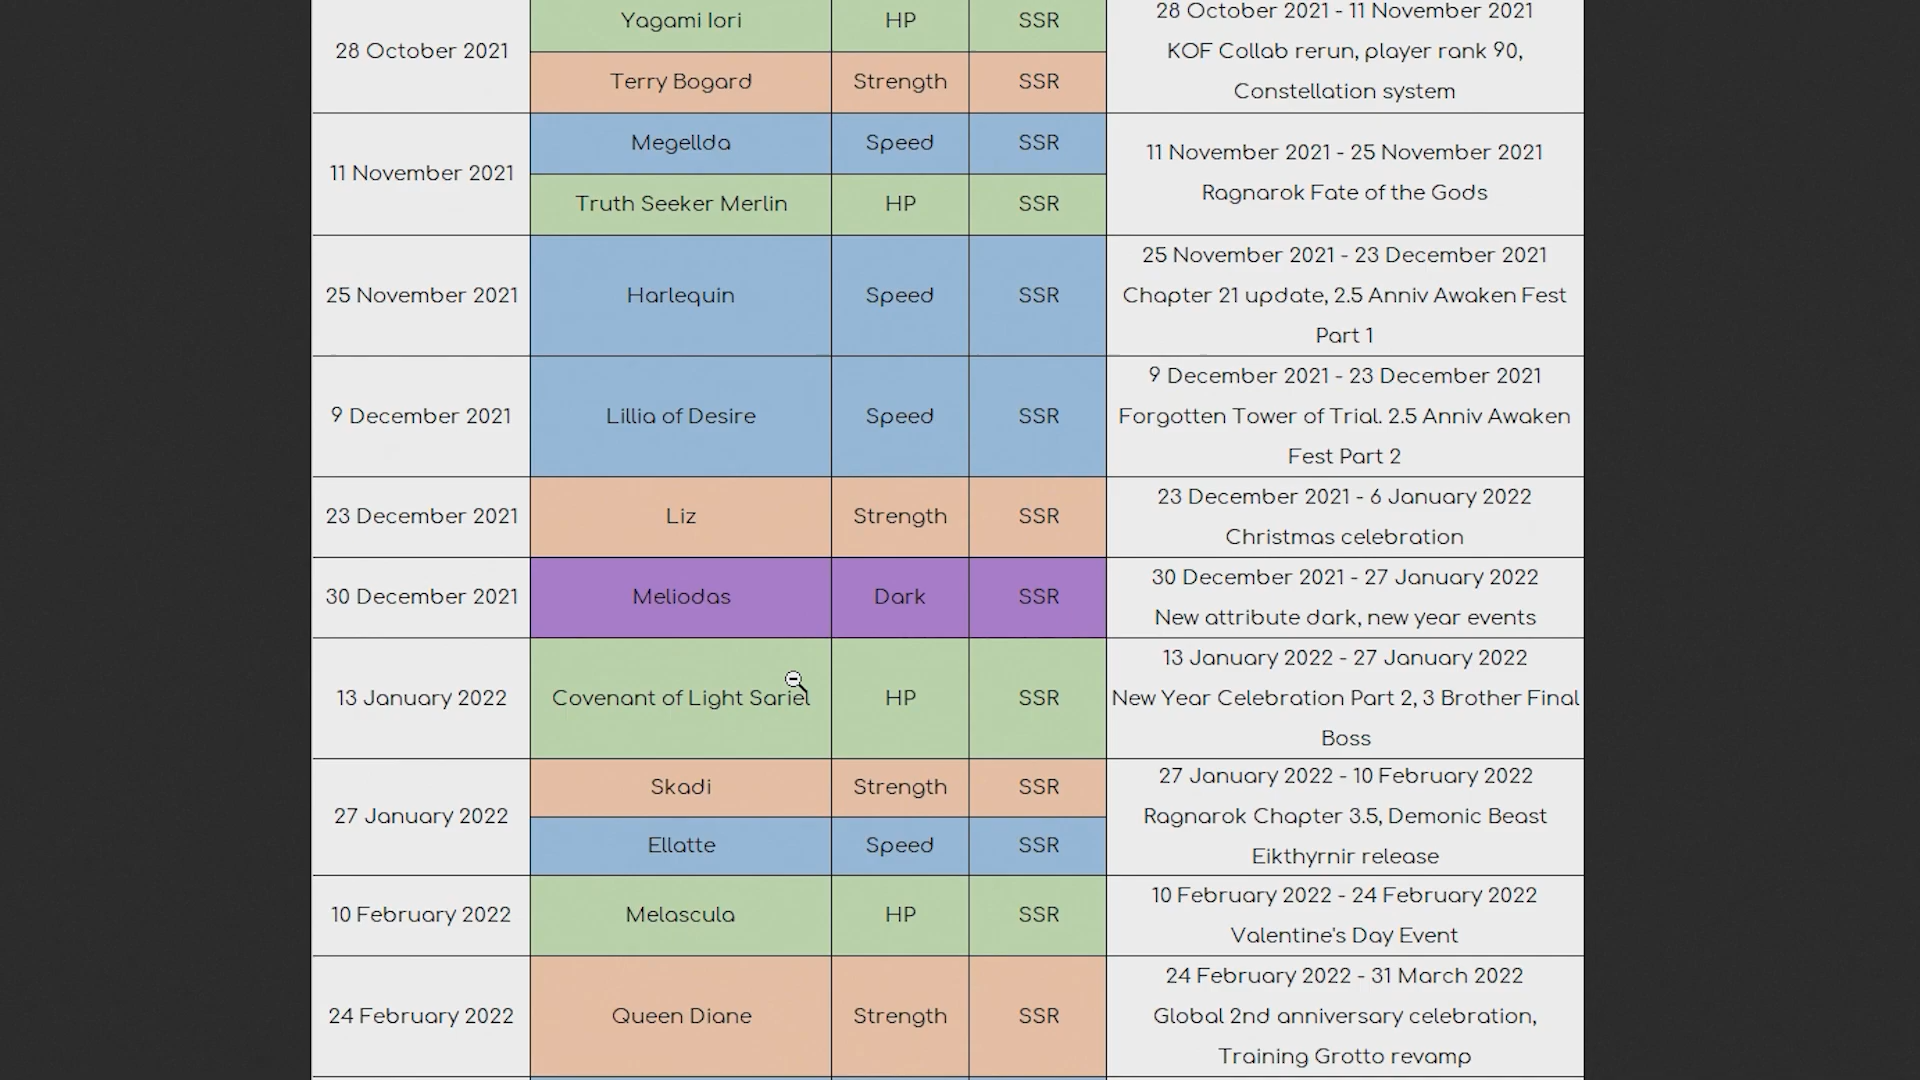 Yagami Iori HP SSR
28 October 2021 - 11 November 2021
28 October 2021
KOF Collab rerun, player rank 90,
Terry Bogard Strength SSR
Constellation system
Megellda Speed SSR
11 November 2021
11 November 2021 - 25 November 2021
Ragnarok Fate of the Gods
Truth Seeker Merlin HP SSR
25 November 2021 - 23 December 2021
25 November 2021 Harlequin Speed SSR Chapter 21 update, 2.5 Anniv Awaken Fest
Part 1
9 December 2021 - 23 December 2021
9 December 2021 Lillia of Desire Speed SSR Forgotten Tower of Trial. 2.5 Anniv Awaken
Fest Part 2
23 December 2021 - 6 January 2022
23 December 2021 Liz Strength SSR
Christmas celebration
30 December 2021 - 27 January 2022
30 December 2021 Meliodas Dark SSR
New attribute dark, new year events
13 January 2022 - 27 January 2022
13 January 2022 Covenant of Light Sariel HP SSR New Year Celebration Part 2, 3 Brother Final
Boss
27 January 2022 - 10 February 2022
Skadi Strength SSR
27 January 2022
Ragnarok Chapter 3.5, Demonic Beast
Ellatte Speed SSR
Eikthyrnir release
10 February 2022 - 24 February 2022
10 February 2022 Melascula HP SSR
Valentine's Day Event
24 February 2022 - 31 March 2022
24 February 2022 Queen Diane Strength SSR Global 2nd anniversary celebration,
Training Grotto revamp